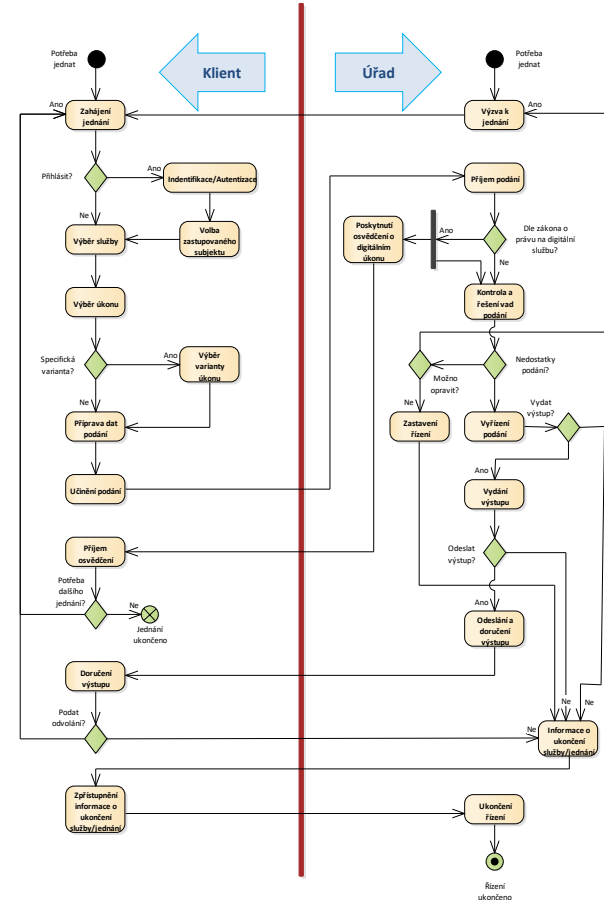 Potřeba
jednat
Klient
Úřad
Potřeba
jednat
Ano
Zahájení
jednání
Výzva k
jednání
Ano
Přihlásit?
Ano
Indentifikace/Autentizace
Příjem podání
Ne
Výběr služby
Volba
zastupovaného
subjektu
Poskytnutí
osvědčení o
digitálním
úkonu
Ano
Dle zákona o
právu na digitální
službu?
Ne
Výběr úkonu
Kontrola a
řešení vad
podání
Specifická
varianta?
Ano
Výběr
varianty
úkonu
Možno
opravit?
Nedostatky
podání?
Ne
Příprava dat
podání
Ne
Zastavení
řízení
Vyřízení
podání
Vydat
výstup?
Učinění podání
Ano
Vydání
výstupu
Příjem
osvědčení
Odeslat
výstup?
Potřeba
dalšího
jednání?
Ne
Jednání
ukončeno
Ano
Odeslání a
doručení
výstupu
Doručení
výstupu
Podat
odvolání?
Ne
Ne
Ne
Informace o
ukončení
služby/jednání
Zpřístupnění
informace o
ukončení
služby/jednání
Ukončení
řízení
Řízení
ukončeno